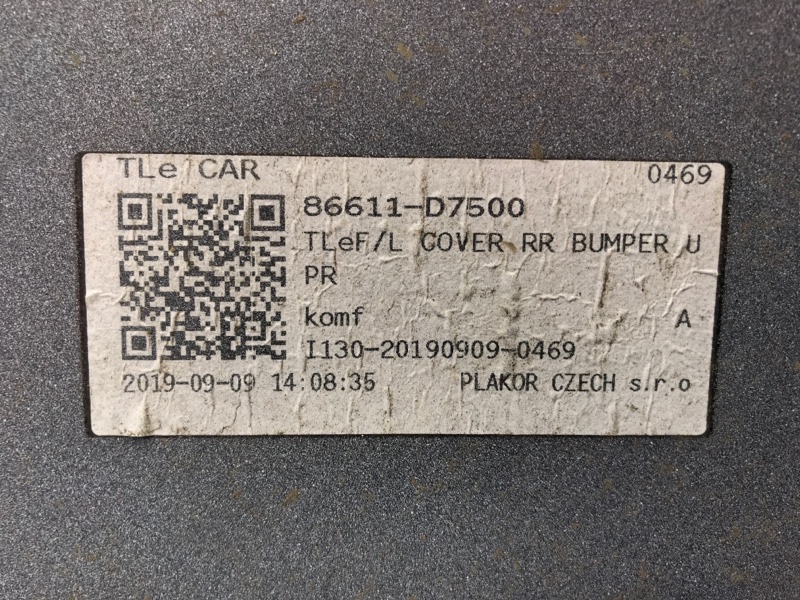 TLe CAR 0469
86611-D7500
TLeF/L COVER RR BUMPER U
PR
komf A
I130-20190909-0469
2019-09-09 14:08:35 PLAKOR CZECH s.r.o